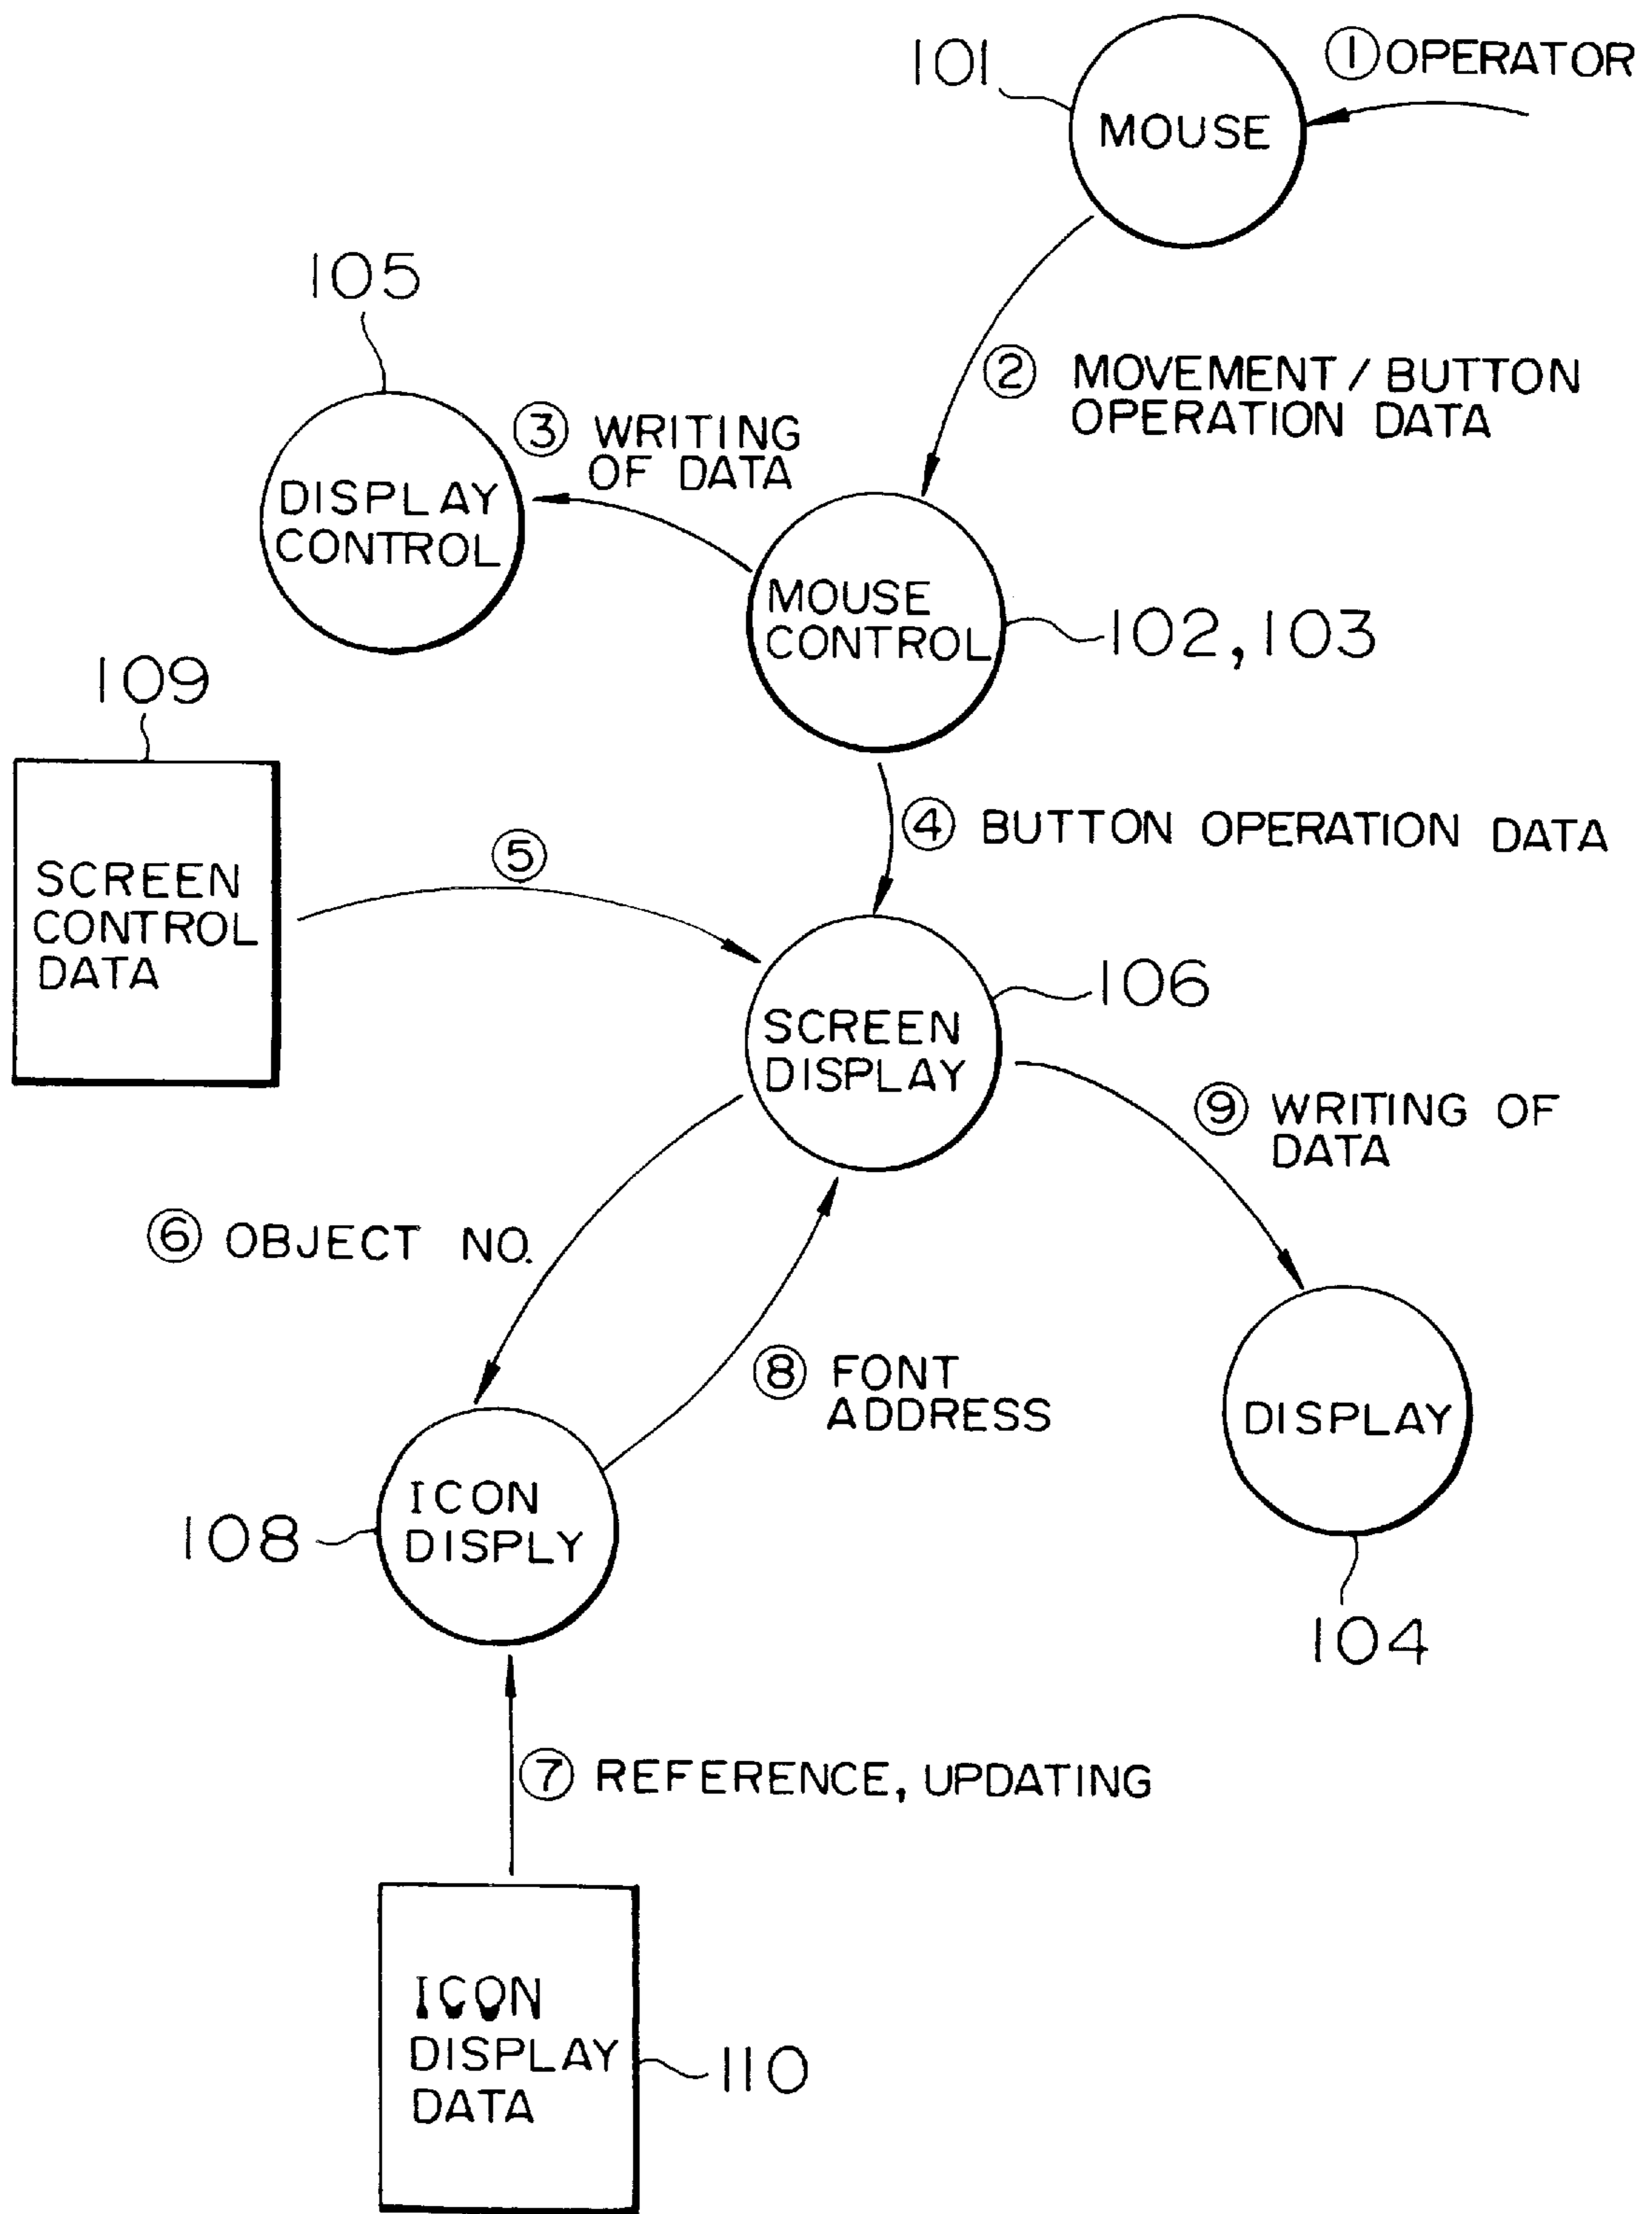 101
① OPERATOR
MOUSE
105
② MOVEMENT / BUTTON
OPERATION DATA
③ WRITING
OF DATA
DISPLAY
CONTROL
MOUSE
CONTROL
102, 103
109
④ BUTTON OPERATION DATA
⑤
SCREEN
CONTROL
DATA
106
SCREEN
DISPLAY
⑨ WRITING OF
DATA
⑥ OBJECT NO.
⑧ FONT
ADDRESS
DISPLAY
ICON
DISPLY
108
104
⑦ REFERENCE, UPDATING
ICON
DISPLAY
DATA
110